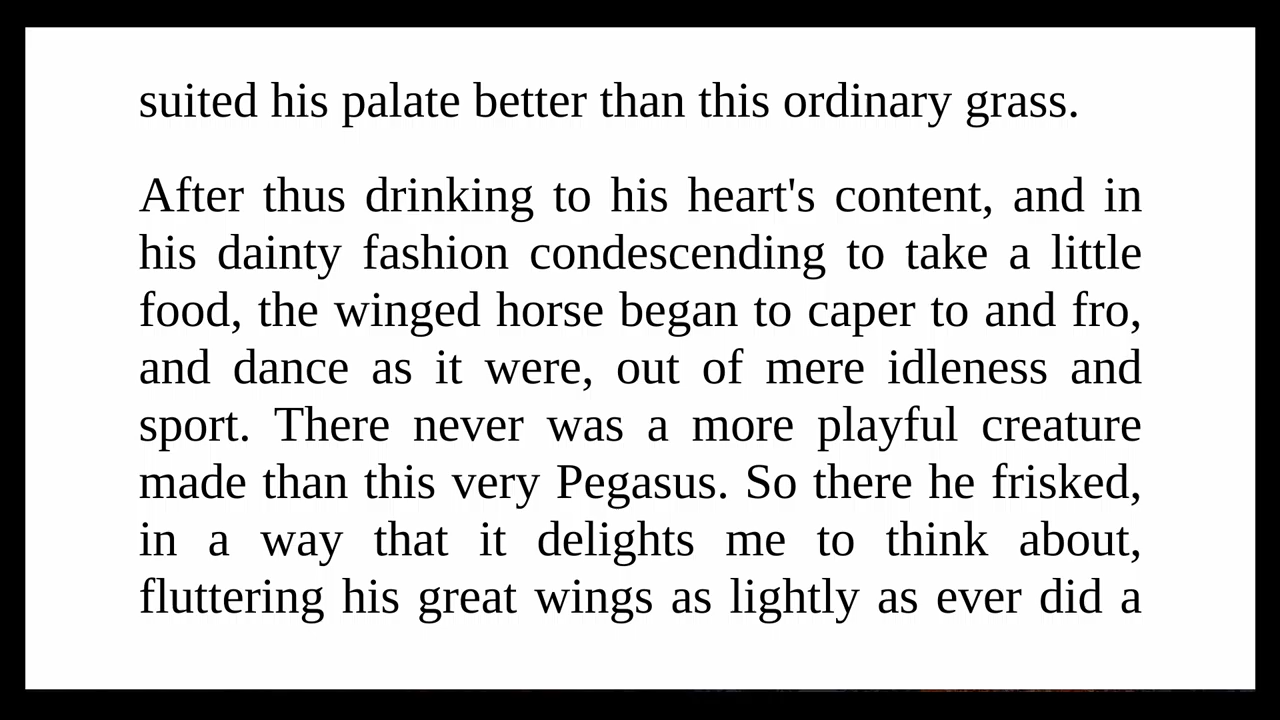 suited his palate better than this ordinary grass.
After thus drinking to his heart's content, and in
his dainty fashion condescending to take a little
food, the winged horse began to caper to and fro,
and dance as it were, out of mere idleness and
sport. There never was a more playful creature
made than this very Pegasus. So there he frisked,
in a way that it delights me to think about,
fluttering his great wings as lightly as ever did a